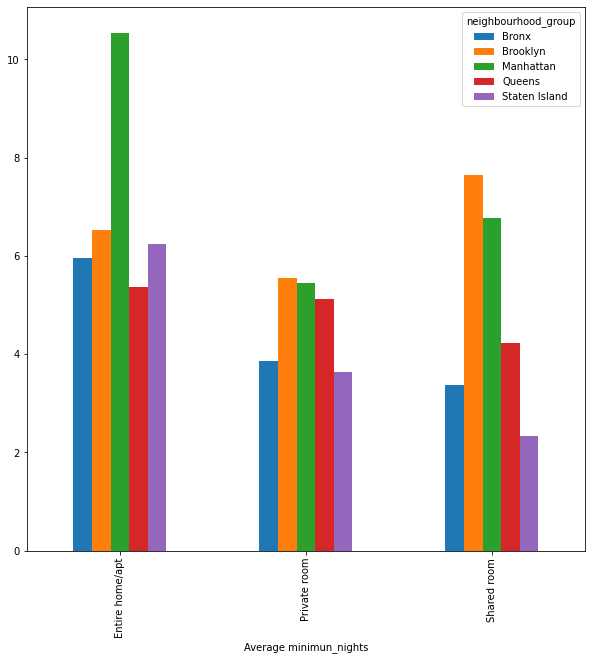 neighbourhood_group
Bronx
Brooklyn
Manhattan
Queens
Staten Island
10
8
6
4
2
0
Entire home/apt
Private room
Shared room
Average minimun_nights